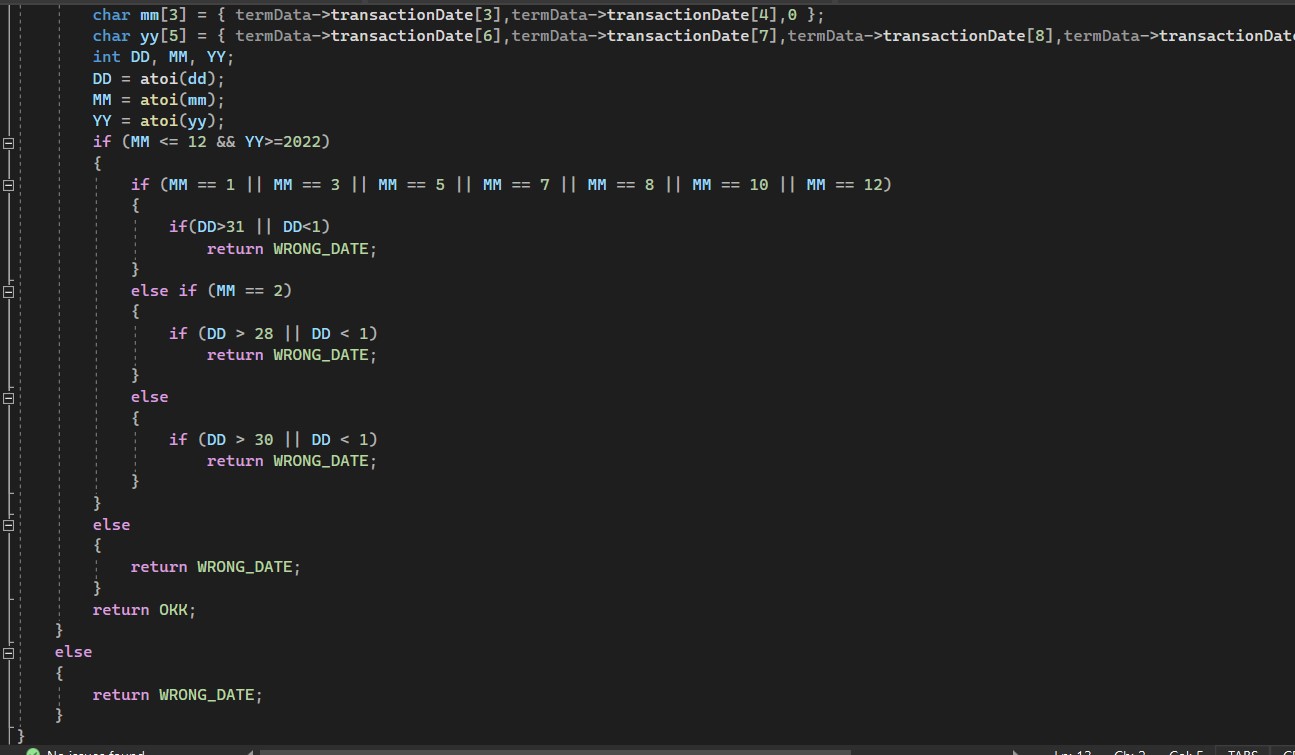 char mm[3] = { termData->transactionDate[3],termData->transactionDate[4],0 };
char yy[5] = { termData->transactionDate[6],termData->transactionDate[7],termData->transactionDate[8],termData->transactionDate
int DD, MM, YY;
DD = atoi(dd);
MM = atoi(mm);
YY = atoi(yy);
if (MM <= 12 && YY>=2022)
{
if (MM == 1 || MM == 3 || MM == 5 || MM == 7 || MM == 8 || MM == 10 || MM == 12)
{
if(DD>31 || DD<1)
return WRONG_DATE;
}
else if (MM == 2)
{
if (DD > 28 || DD < 1)
return WRONG_DATE;
}
else
{
if (DD > 30 || DD < 1)
return WRONG_DATE;
}
}
else
{
return WRONG_DATE;
}
return OKK;
}
else
{
return WRONG_DATE;
}
}
No issues found Ln: 13 Ch: 2 Col: 5 TABS